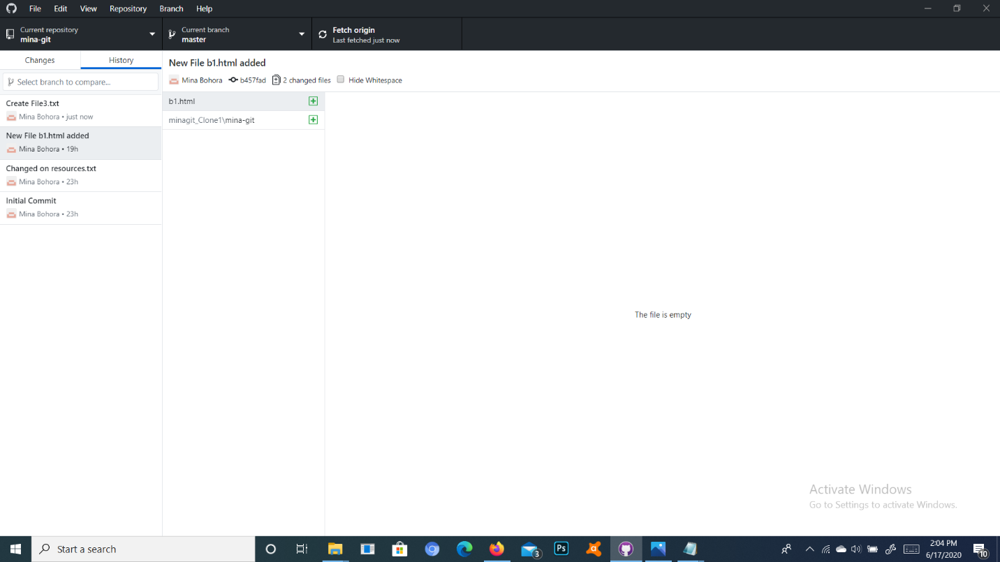 File Edit View Repository Branch Help
Current repository
mina-git
Current branch
master
Fetch origin
Last fetched just now
Changes History
Select branch to compare...
Create File3.txt
Mina Bohora • just now
New File b1.html added
Mina Bohora • 19h
Changed on resources.txt
Mina Bohora • 23h
Initial Commit
Mina Bohora • 23h
New File b1.html added
Mina Bohora b457fad 2 changed files Hide Whitespace
b1.html
minagit_Clone1\mina-git
The file is empty
Activate Windows
Go to Settings to activate Windows.
Start a search
3
Ps
2:04 PM
6/17/2020
10